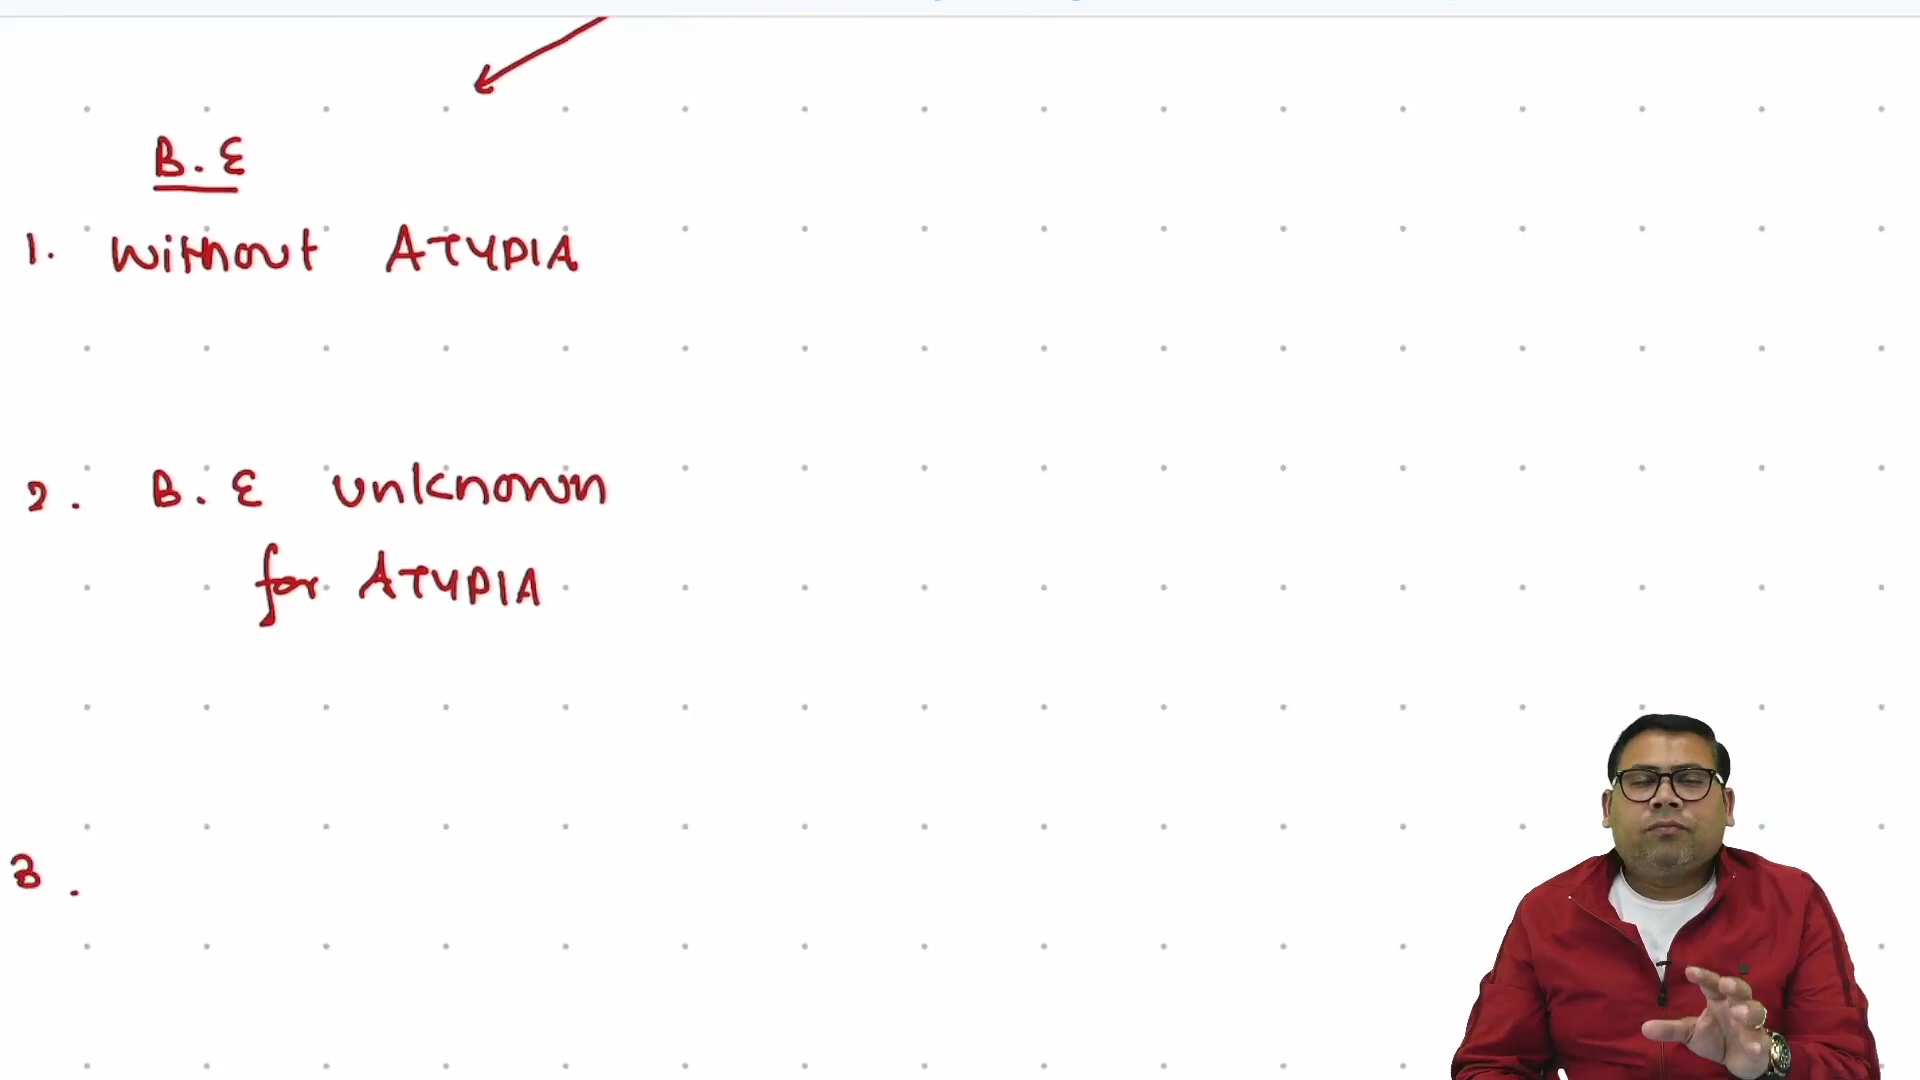 B.E
1. without ATYPIA
2. B.E unknown
for ATYPIA
3.